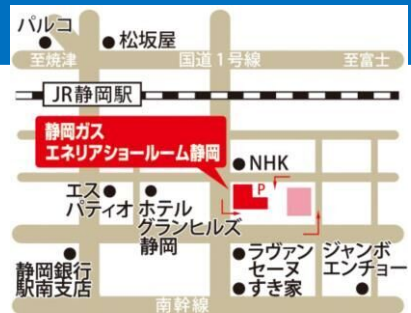 パルコ
松坂屋
至焼津
国道1号線
至富士
JR静岡駅
静岡ガス
エネリアショールーム静岡
NHK
P
エス
パティオ
ホテル
グランヒルズ
静岡
静岡銀行
駅南支店
ラヴァン
セーヌ
すき家
ジャンボ
エンチョー
南幹線